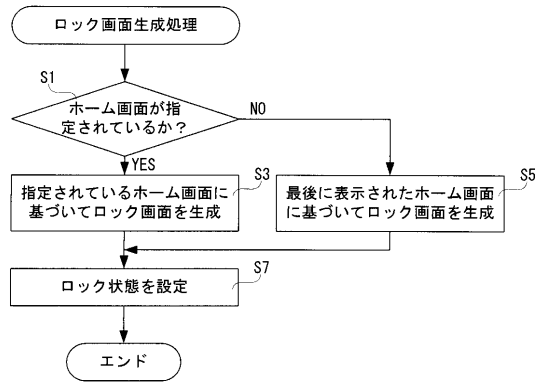 ロック画面生成処理
S1
ホーム画面が指
定されているか？
NO
YES
S3
指定されているホーム画面に
基づいてロック画面を生成
S5
最後に表示されたホーム画面
に基づいてロック画面を生成
S7
ロック状態を設定
エンド